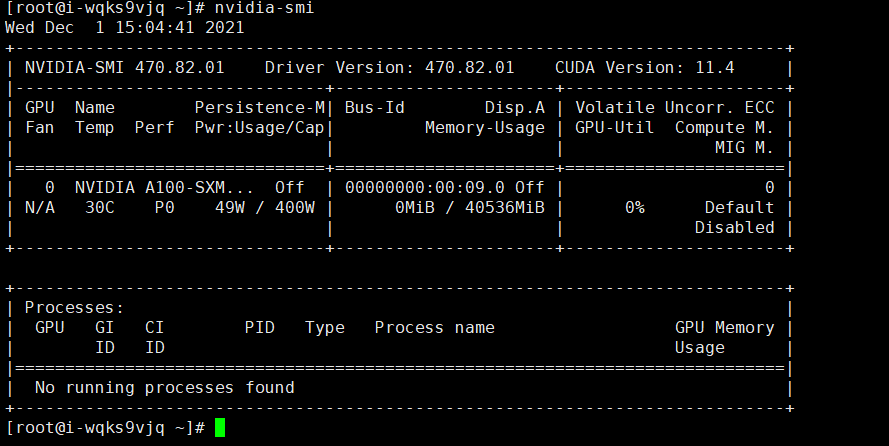 [root@i-wqks9vjq ~]# nvidia-smi
Wed Dec  1 15:04:41 2021
+-----------------------------------------------------------------------------+
| NVIDIA-SMI 470.82.01    Driver Version: 470.82.01    CUDA Version: 11.4     |
|-------------------------------+----------------------+----------------------+
| GPU  Name        Persistence-M| Bus-Id        Disp.A | Volatile Uncorr. ECC |
| Fan  Temp  Perf  Pwr:Usage/Cap|         Memory-Usage | GPU-Util  Compute M. |
|                               |                      |               MIG M. |
|===============================+======================+======================|
|   0  NVIDIA A100-SXM...  Off  | 00000000:00:09.0 Off |                    0 |
| N/A   30C    P0    49W / 400W |      0MiB / 40536MiB |      0%      Default |
|                               |                      |             Disabled |
+-------------------------------+----------------------+----------------------+

+-----------------------------------------------------------------------------+
| Processes:                                                                  |
|  GPU   GI   CI        PID   Type   Process name                  GPU Memory |
|        ID   ID                                                   Usage      |
|=============================================================================|
|  No running processes found                                                 |
+-----------------------------------------------------------------------------+
[root@i-wqks9vjq ~]#